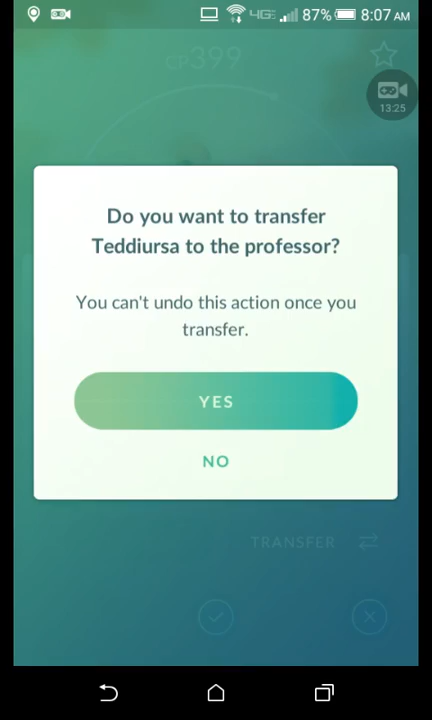 4GE 87% 8:07 AM
CP399
13:25
Do you want to transfer
Teddiursa to the professor?
You can't undo this action once you
transfer.
YES
NO
TRANSFER